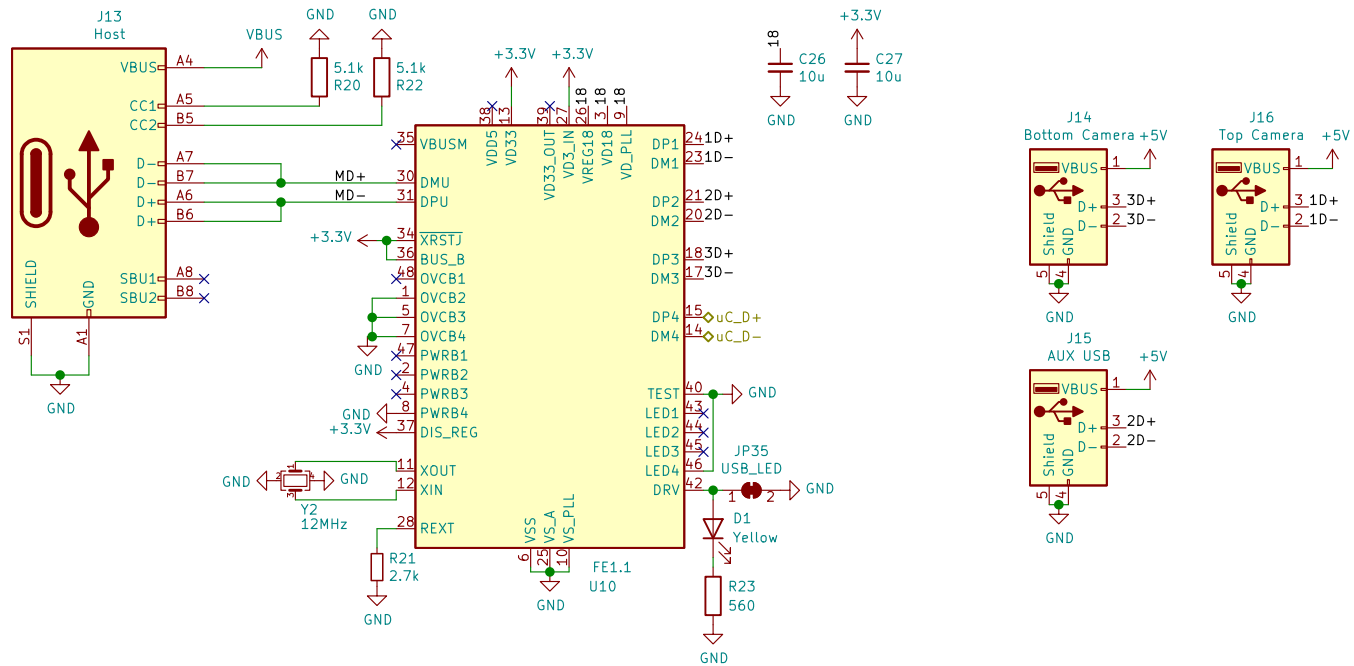 J13
Host
VBUS A4
CC1 A5
CC2 B5
D- A7
D- B7
D+ A6
D+ B6
SBU1 A8
SBU2 B8
SHIELD
GND
S1
A1
GND
VBUS
GND
GND
5.1k
R20
5.1k
R22
MD+
MD-
+3.3V
+3.3V
38
13
39
27
26
3
9
18
18
18
VDD5
VD33
VD33_OUT
VD3_IN
VREG18
VD18
VD_PLL
35 VBUSM
30 DMU
31 DPU
+3.3V
34 XRSTJ
36 BUS_B
48 OVCB1
1 OVCB2
5 OVCB3
7 OVCB4
GND
47 PWRB1
2 PWRB2
4 PWRB3
GND 8 PWRB4
+3.3V 37 DIS_REG
11 XOUT
12 XIN
28 REXT
GND
1
2
4
3
GND
Y2
12MHz
R21
2.7k
GND
VSS
VS_A
VS_PLL
6
25
10
GND
FE1.1
U10
DP1 24 1D+
DM1 23 1D-
DP2 21 2D+
DM2 20 2D-
DP3 18 3D+
DM3 17 3D-
DP4 15 uC_D+
DM4 14 uC_D-
TEST 40 GND
LED1 43
LED2 44
LED3 45
LED4 46
DRV 42
JP35
USB_LED
1 2
GND
D1
Yellow
R23
560
GND
18
C26
10u
GND
+3.3V
C27
10u
GND
J14
Bottom Camera
+5V
VBUS 1
D+ 3 3D+
D- 2 3D-
Shield
GND
5
4
GND
J16
Top Camera
+5V
VBUS 1
D+ 3 1D+
D- 2 1D-
Shield
GND
5
4
GND
J15
AUX USB
+5V
VBUS 1
D+ 3 2D+
D- 2 2D-
Shield
GND
5
4
GND